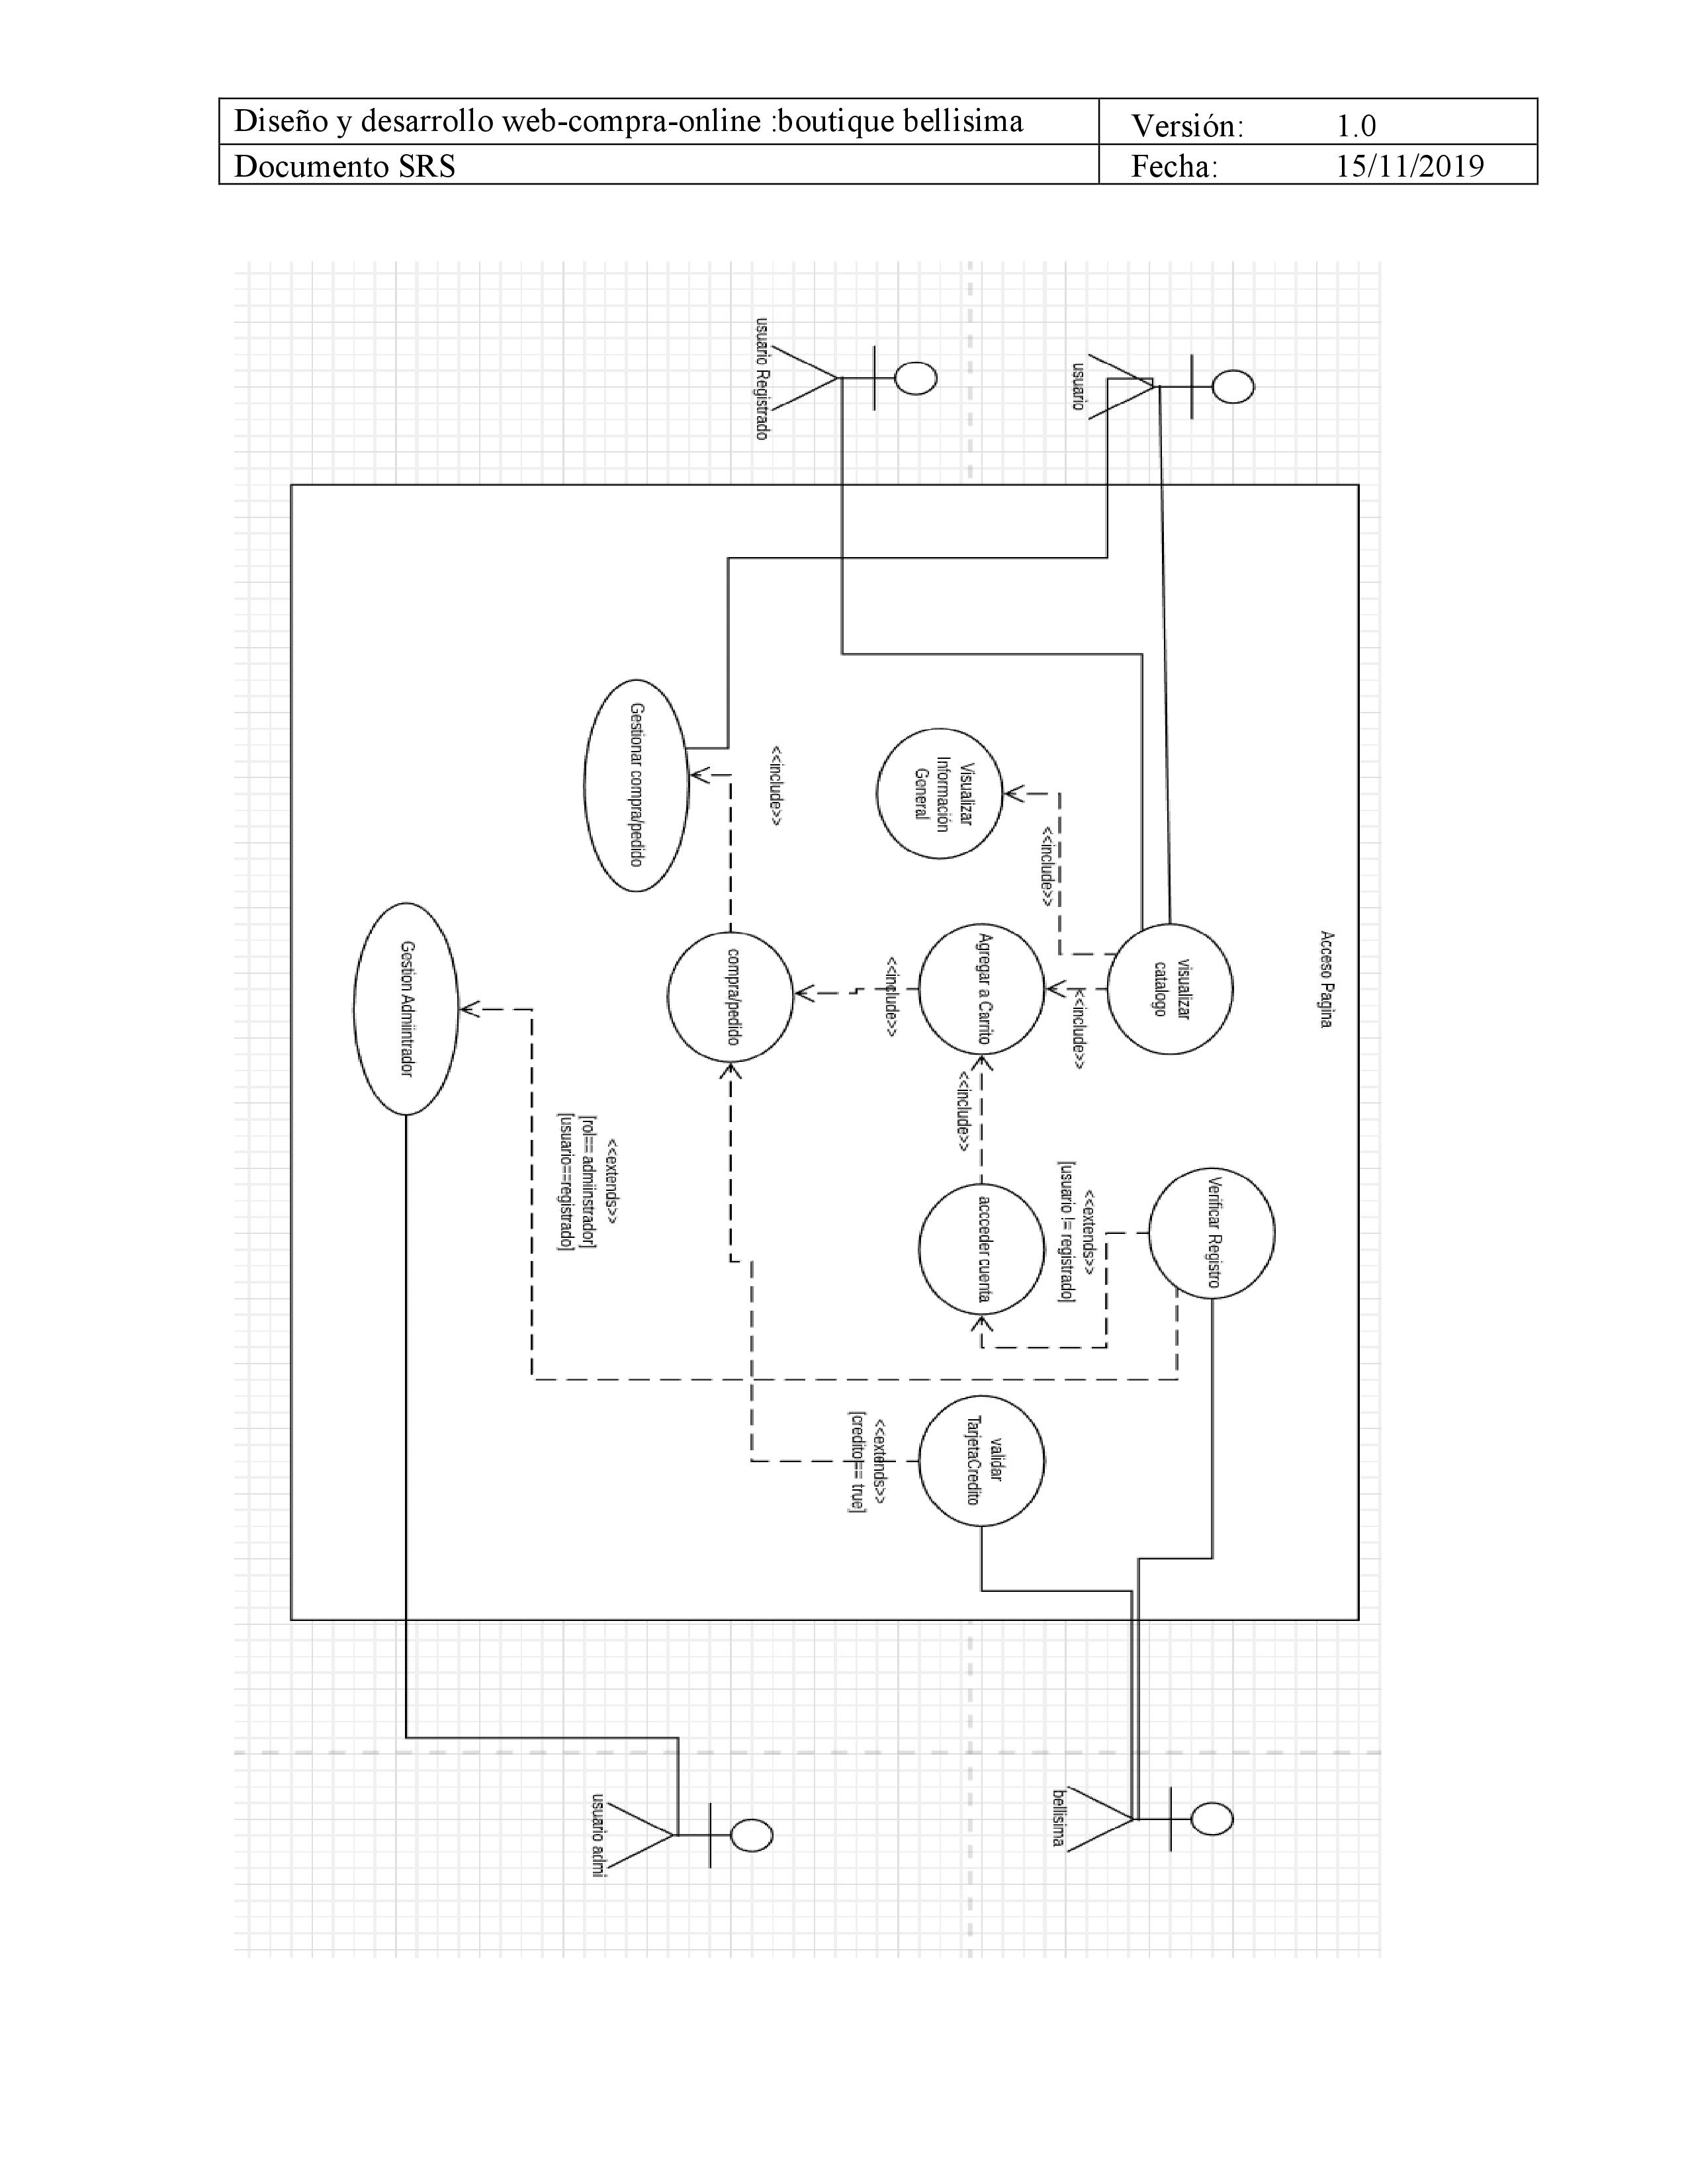 Diseño y desarrollo web-compra-online :boutique bellisima
Versión: 1.0
Documento SRS
Fecha: 15/11/2019
Acceso Pagina
usuario
usuario Registrado
visualizar
catalogo
Verificar Registro
<<include>>
<<include>>
Visualizar
Información
General
Agregar a Carrito
<<include>>
<<extends>>
[usuario != registrado]
accceder cuenta
validar
TarjetaCredito
<<include>>
<<extends>>
[credito == true]
<<include>>
compra/pedido
Gestionar compra/pedido
<<extends>>
[rol== admiinstrador]
[usuario==registrado]
Gestion Admiintrador
bellisima
usuario admi